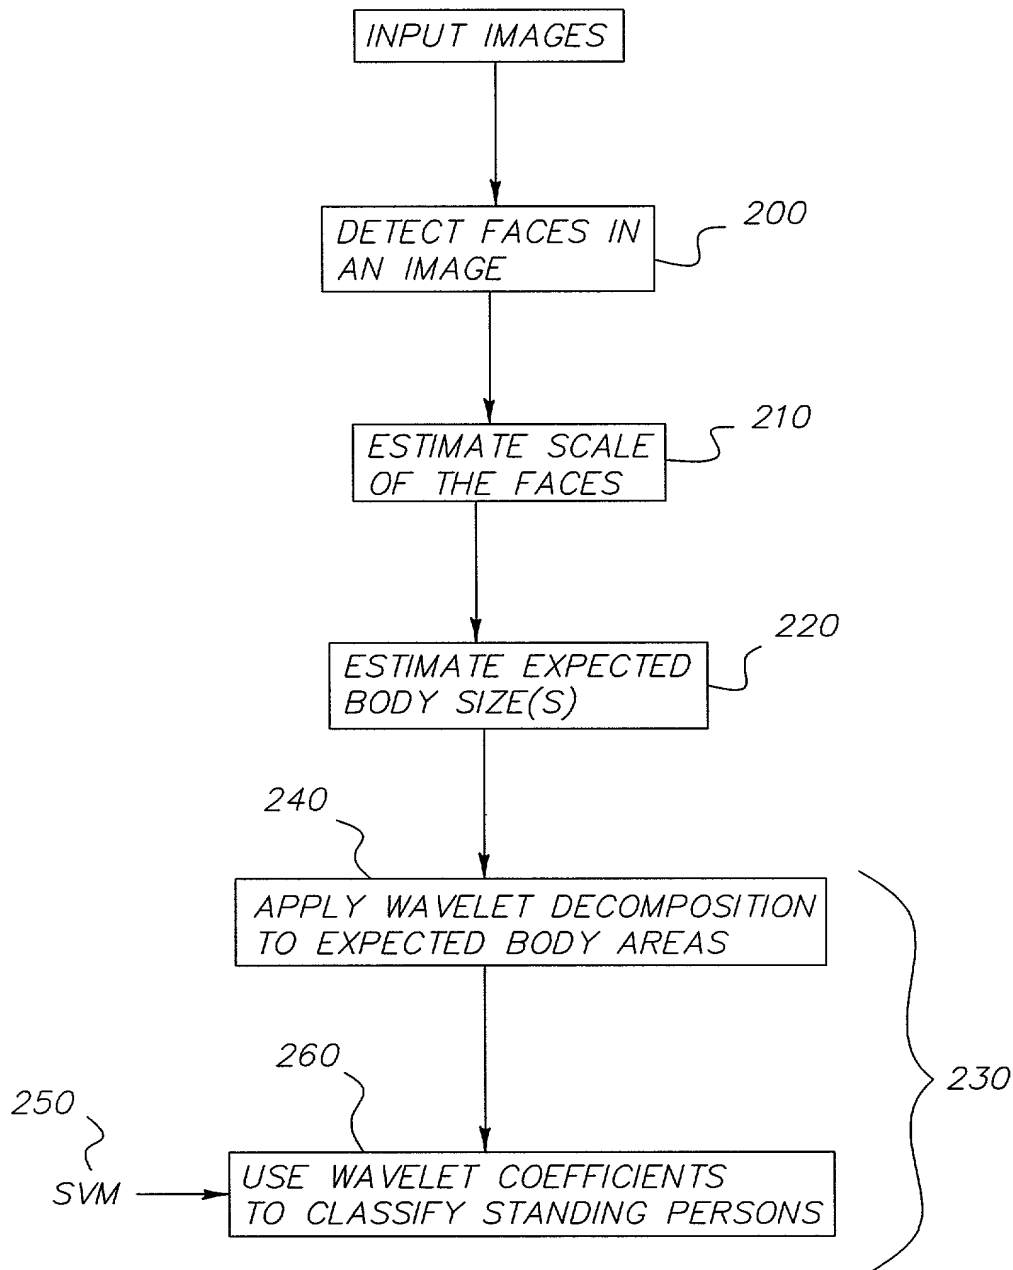 INPUT IMAGES
200
DETECT FACES IN
AN IMAGE
210
ESTIMATE SCALE
OF THE FACES
220
ESTIMATE EXPECTED
BODY SIZE(S)
240
APPLY WAVELET DECOMPOSITION
TO EXPECTED BODY AREAS
230
260
250
SVM
USE WAVELET COEFFICIENTS
TO CLASSIFY STANDING PERSONS